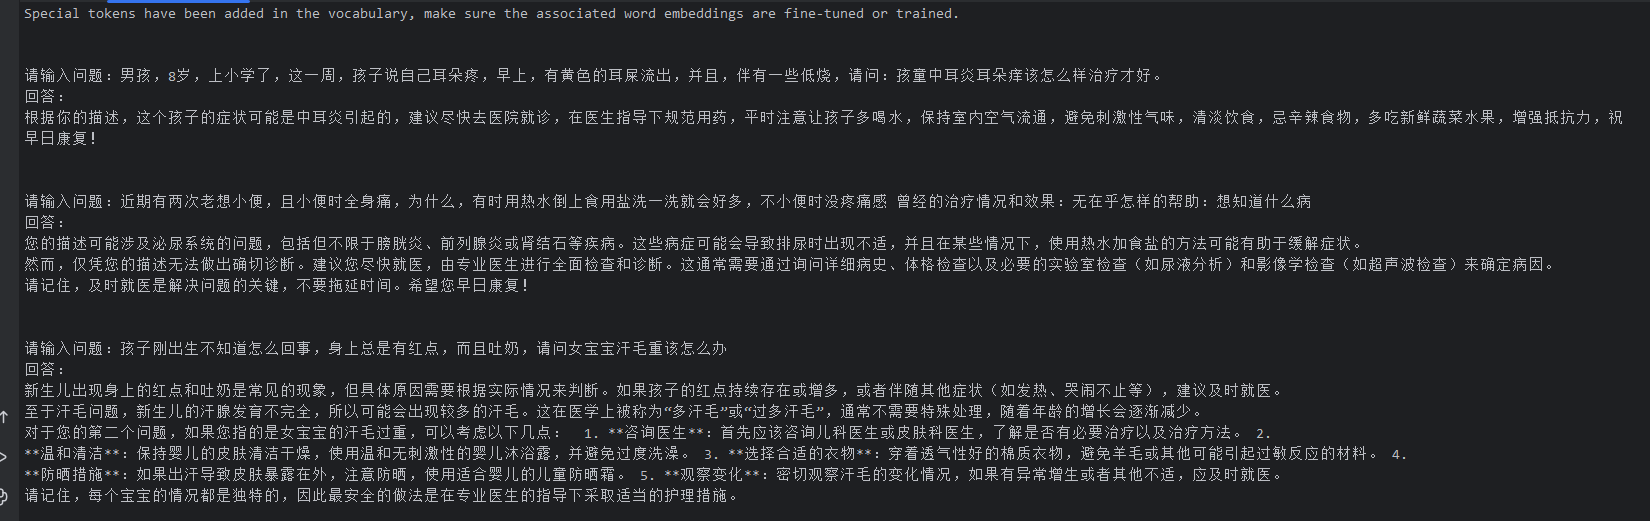 Special tokens have been added in the vocabulary, make sure the associated word embeddings are fine-tuned or trained.
请输入问题：男孩，8岁，上小学了，这一周，孩子说自己耳朵疼，早上，有黄色的耳屎流出，并且，伴有一些低烧，请问：孩童中耳炎耳朵痒该怎么样治疗才好。
回答：
根据你的描述，这个孩子的症状可能是中耳炎引起的，建议尽快去医院就诊，在医生指导下规范用药，平时注意让孩子多喝水，保持室内空气流通，避免刺激性气味，清淡饮食，忌辛辣食物，多吃新鲜蔬菜水果，增强抵抗力，祝
早日康复！
请输入问题：近期有两次老想小便，且小便时全身痛，为什么，有时用热水倒上食用盐洗一洗就会好多，不小便时没疼痛感 曾经的治疗情况和效果：无在乎怎样的帮助：想知道什么病
回答：
您的描述可能涉及泌尿系统的问题，包括但不限于膀胱炎、前列腺炎或肾结石等疾病。这些病症可能会导致排尿时出现不适，并且在某些情况下，使用热水加食盐的方法可能有助于缓解症状。
然而，仅凭您的描述无法做出确切诊断。建议您尽快就医，由专业医生进行全面检查和诊断。这通常需要通过询问详细病史、体格检查以及必要的实验室检查（如尿液分析）和影像学检查（如超声波检查）来确定病因。
请记住，及时就医是解决问题的关键，不要拖延时间。希望您早日康复！
请输入问题：孩子刚出生不知道怎么回事，身上总是有红点，而且吐奶，请问女宝宝汗毛重该怎么办
回答：
新生儿出现身上的红点和吐奶是常见的现象，但具体原因需要根据实际情况来判断。如果孩子的红点持续存在或增多，或者伴随其他症状（如发热、哭闹不止等），建议及时就医。
至于汗毛问题，新生儿的汗腺发育不完全，所以可能会出现较多的汗毛。这在医学上被称为“多汗毛”或“过多汗毛”，通常不需要特殊处理，随着年龄的增长会逐渐减少。
对于您的第二个问题，如果您指的是女宝宝的汗毛过重，可以考虑以下几点： 1. **咨询医生**：首先应该咨询儿科医生或皮肤科医生，了解是否有必要治疗以及治疗方法。 2.
**温和清洁**：保持婴儿的皮肤清洁干燥，使用温和无刺激性的婴儿沐浴露，并避免过度洗澡。 3. **选择合适的衣物**：穿着透气性好的棉质衣物，避免羊毛或其他可能引起过敏反应的材料。 4.
**防晒措施**：如果出汗导致皮肤暴露在外，注意防晒，使用适合婴儿的儿童防晒霜。 5. **观察变化**：密切观察汗毛的变化情况，如果有异常增生或者其他不适，应及时就医。
请记住，每个宝宝的情况都是独特的，因此最安全的做法是在专业医生的指导下采取适当的护理措施。